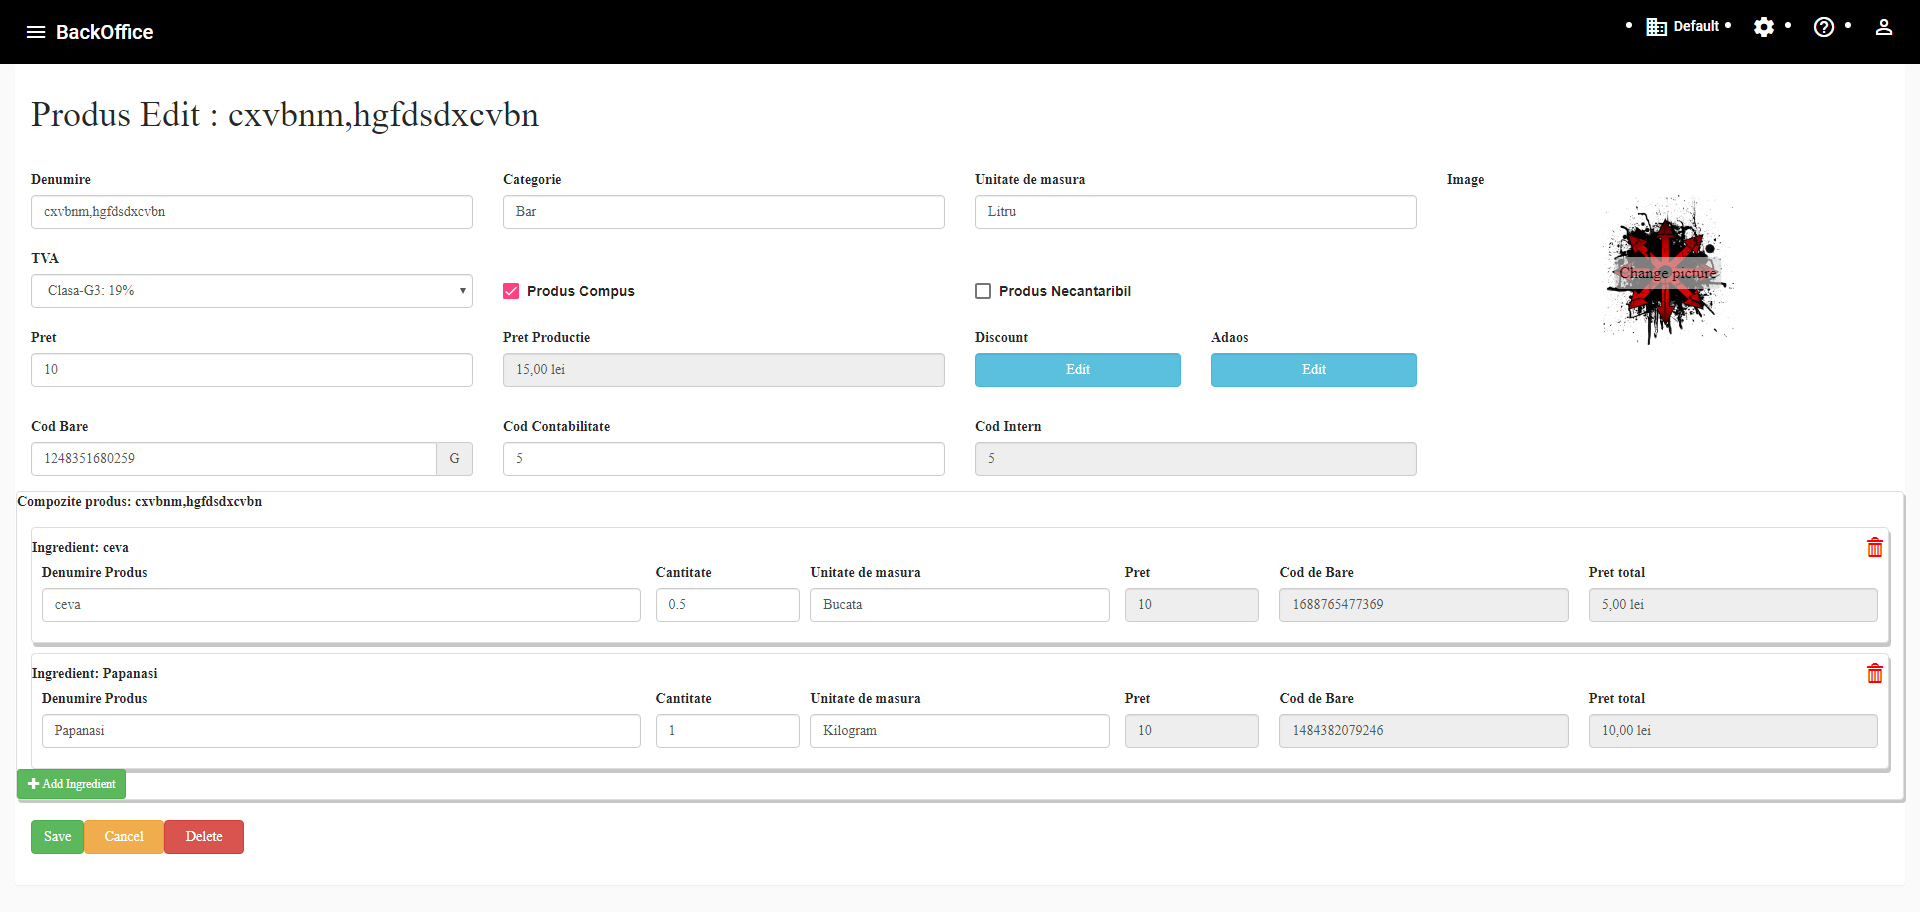 BackOffice
Default
Produs Edit : cxvbnm,hgfdsdxcvbn
Denumire
Categorie
Unitate de masura
Image
cxvbnm,hgfdsdxcvbn
Bar
Litru
Change picture
TVA
Clasa-G3: 19%
Produs Compus
Produs Necantaribil
Pret
Pret Productie
Discount
Adaos
10
15,00 lei
Edit
Edit
Cod Bare
Cod Contabilitate
Cod Intern
1248351680259
G
5
5
Compozite produs: cxvbnm,hgfdsdxcvbn
Ingredient: ceva
Denumire Produs
Cantitate
Unitate de masura
Pret
Cod de Bare
Pret total
ceva
0.5
Bucata
10
1688765477369
5,00 lei
Ingredient: Papanasi
Denumire Produs
Cantitate
Unitate de masura
Pret
Cod de Bare
Pret total
Papanasi
1
Kilogram
10
1484382079246
10,00 lei
Add Ingredient
Save
Cancel
Delete